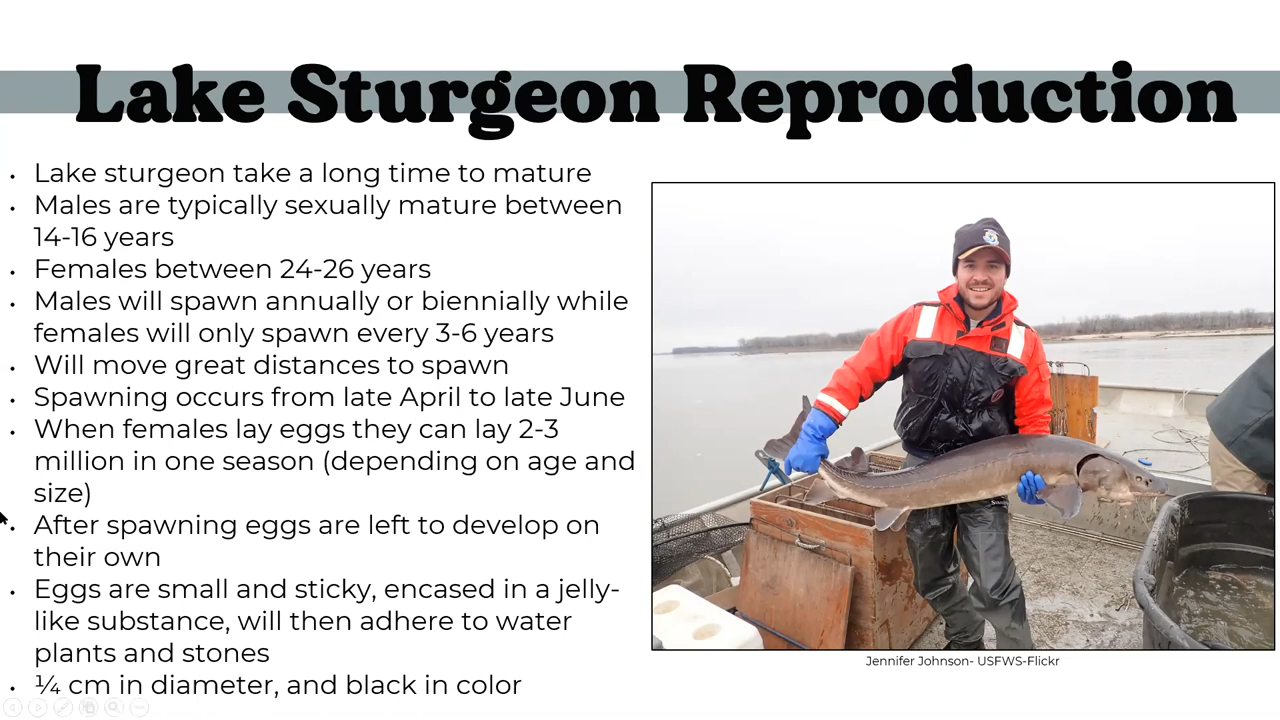 Lake Sturgeon Reproduction
• Lake sturgeon take a long time to mature
• Males are typically sexually mature between
14-16 years
• Females between 24-26 years
• Males will spawn annually or biennially while
females will only spawn every 3-6 years
• Will move great distances to spawn
• Spawning occurs from late April to late June
• When females lay eggs they can lay 2-3
million in one season (depending on age and
size)
• After spawning eggs are left to develop on
their own
• Eggs are small and sticky, encased in a jelly-
like substance, will then adhere to water
plants and stones
• ¼ cm in diameter, and black in color
Jennifer Johnson- USFWS-Flickr